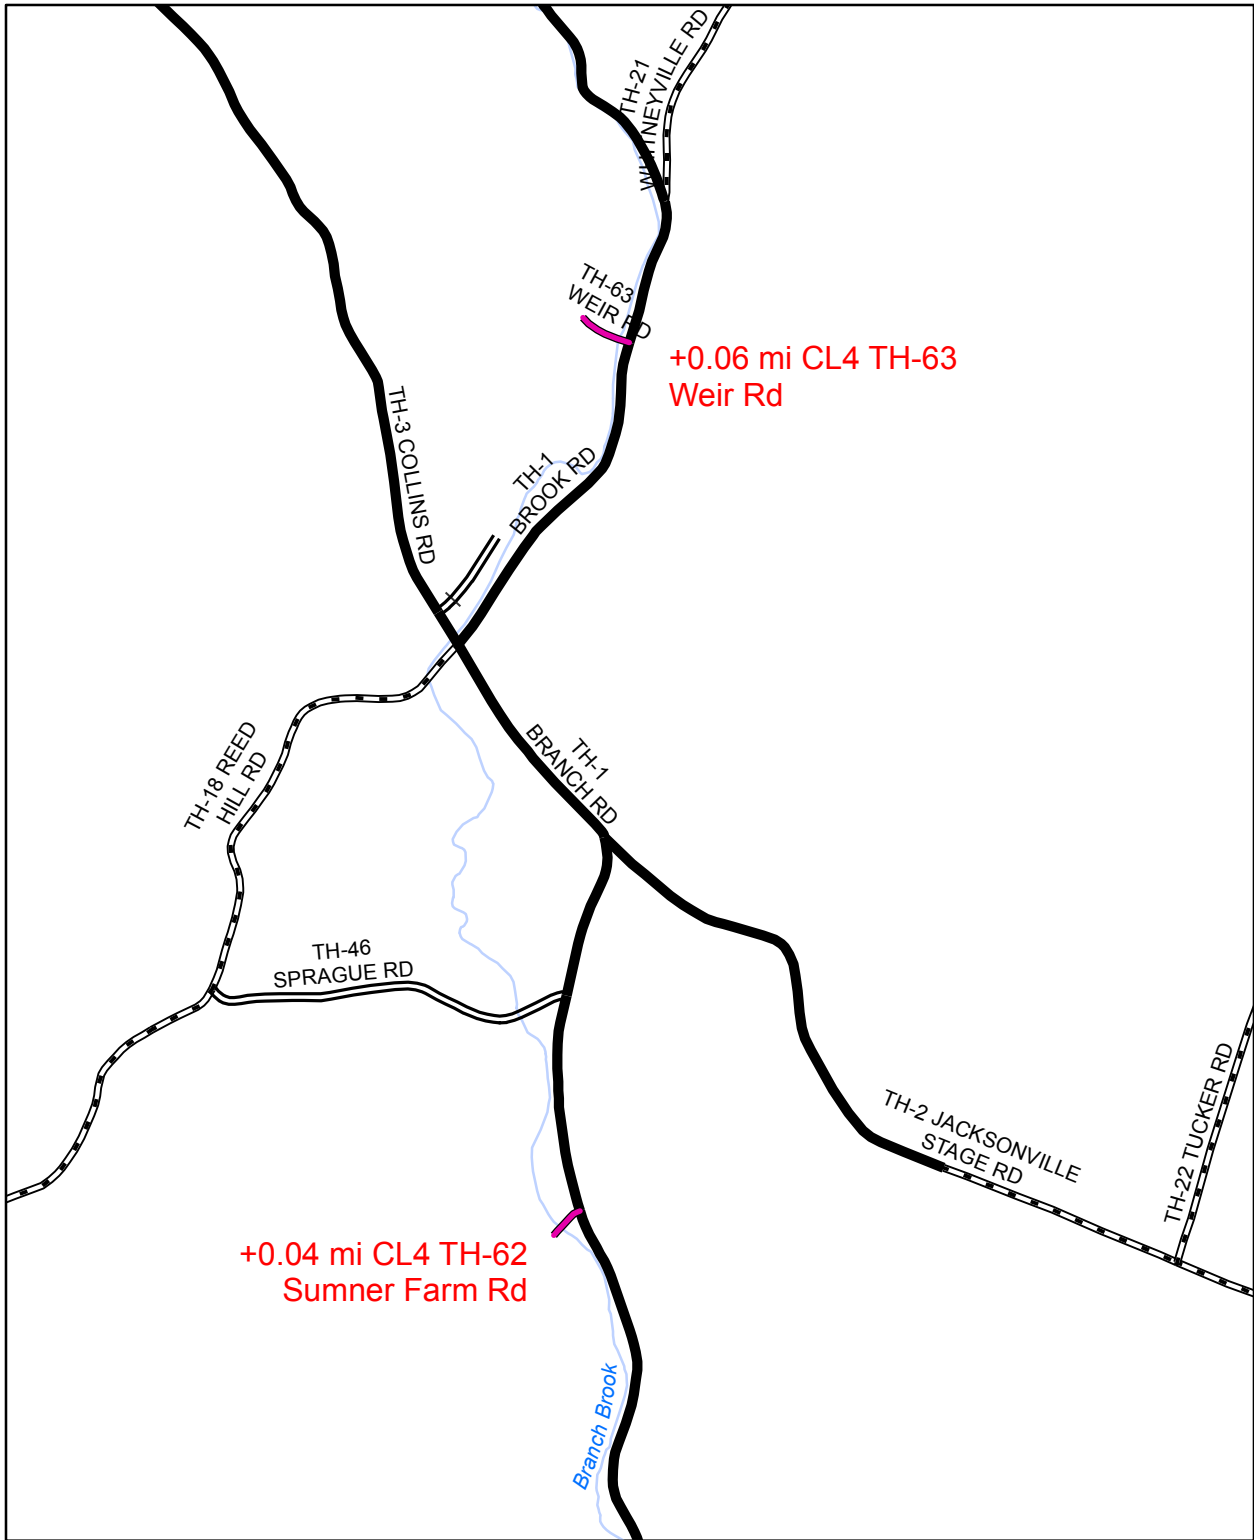 TH-21
WHITNEYVILLE RD
TH-63
WEIR RD
+0.06 mi CL4 TH-63
Weir Rd
TH-3 COLLINS RD
TH-1
BROOK RD
TH-18 REED
HILL RD
TH-1
BRANCH RD
TH-46
SPRAGUE RD
TH-2 JACKSONVILLE
STAGE RD
TH-22 TUCKER RD
+0.04 mi CL4 TH-62
Sumner Farm Rd
Branch Brook